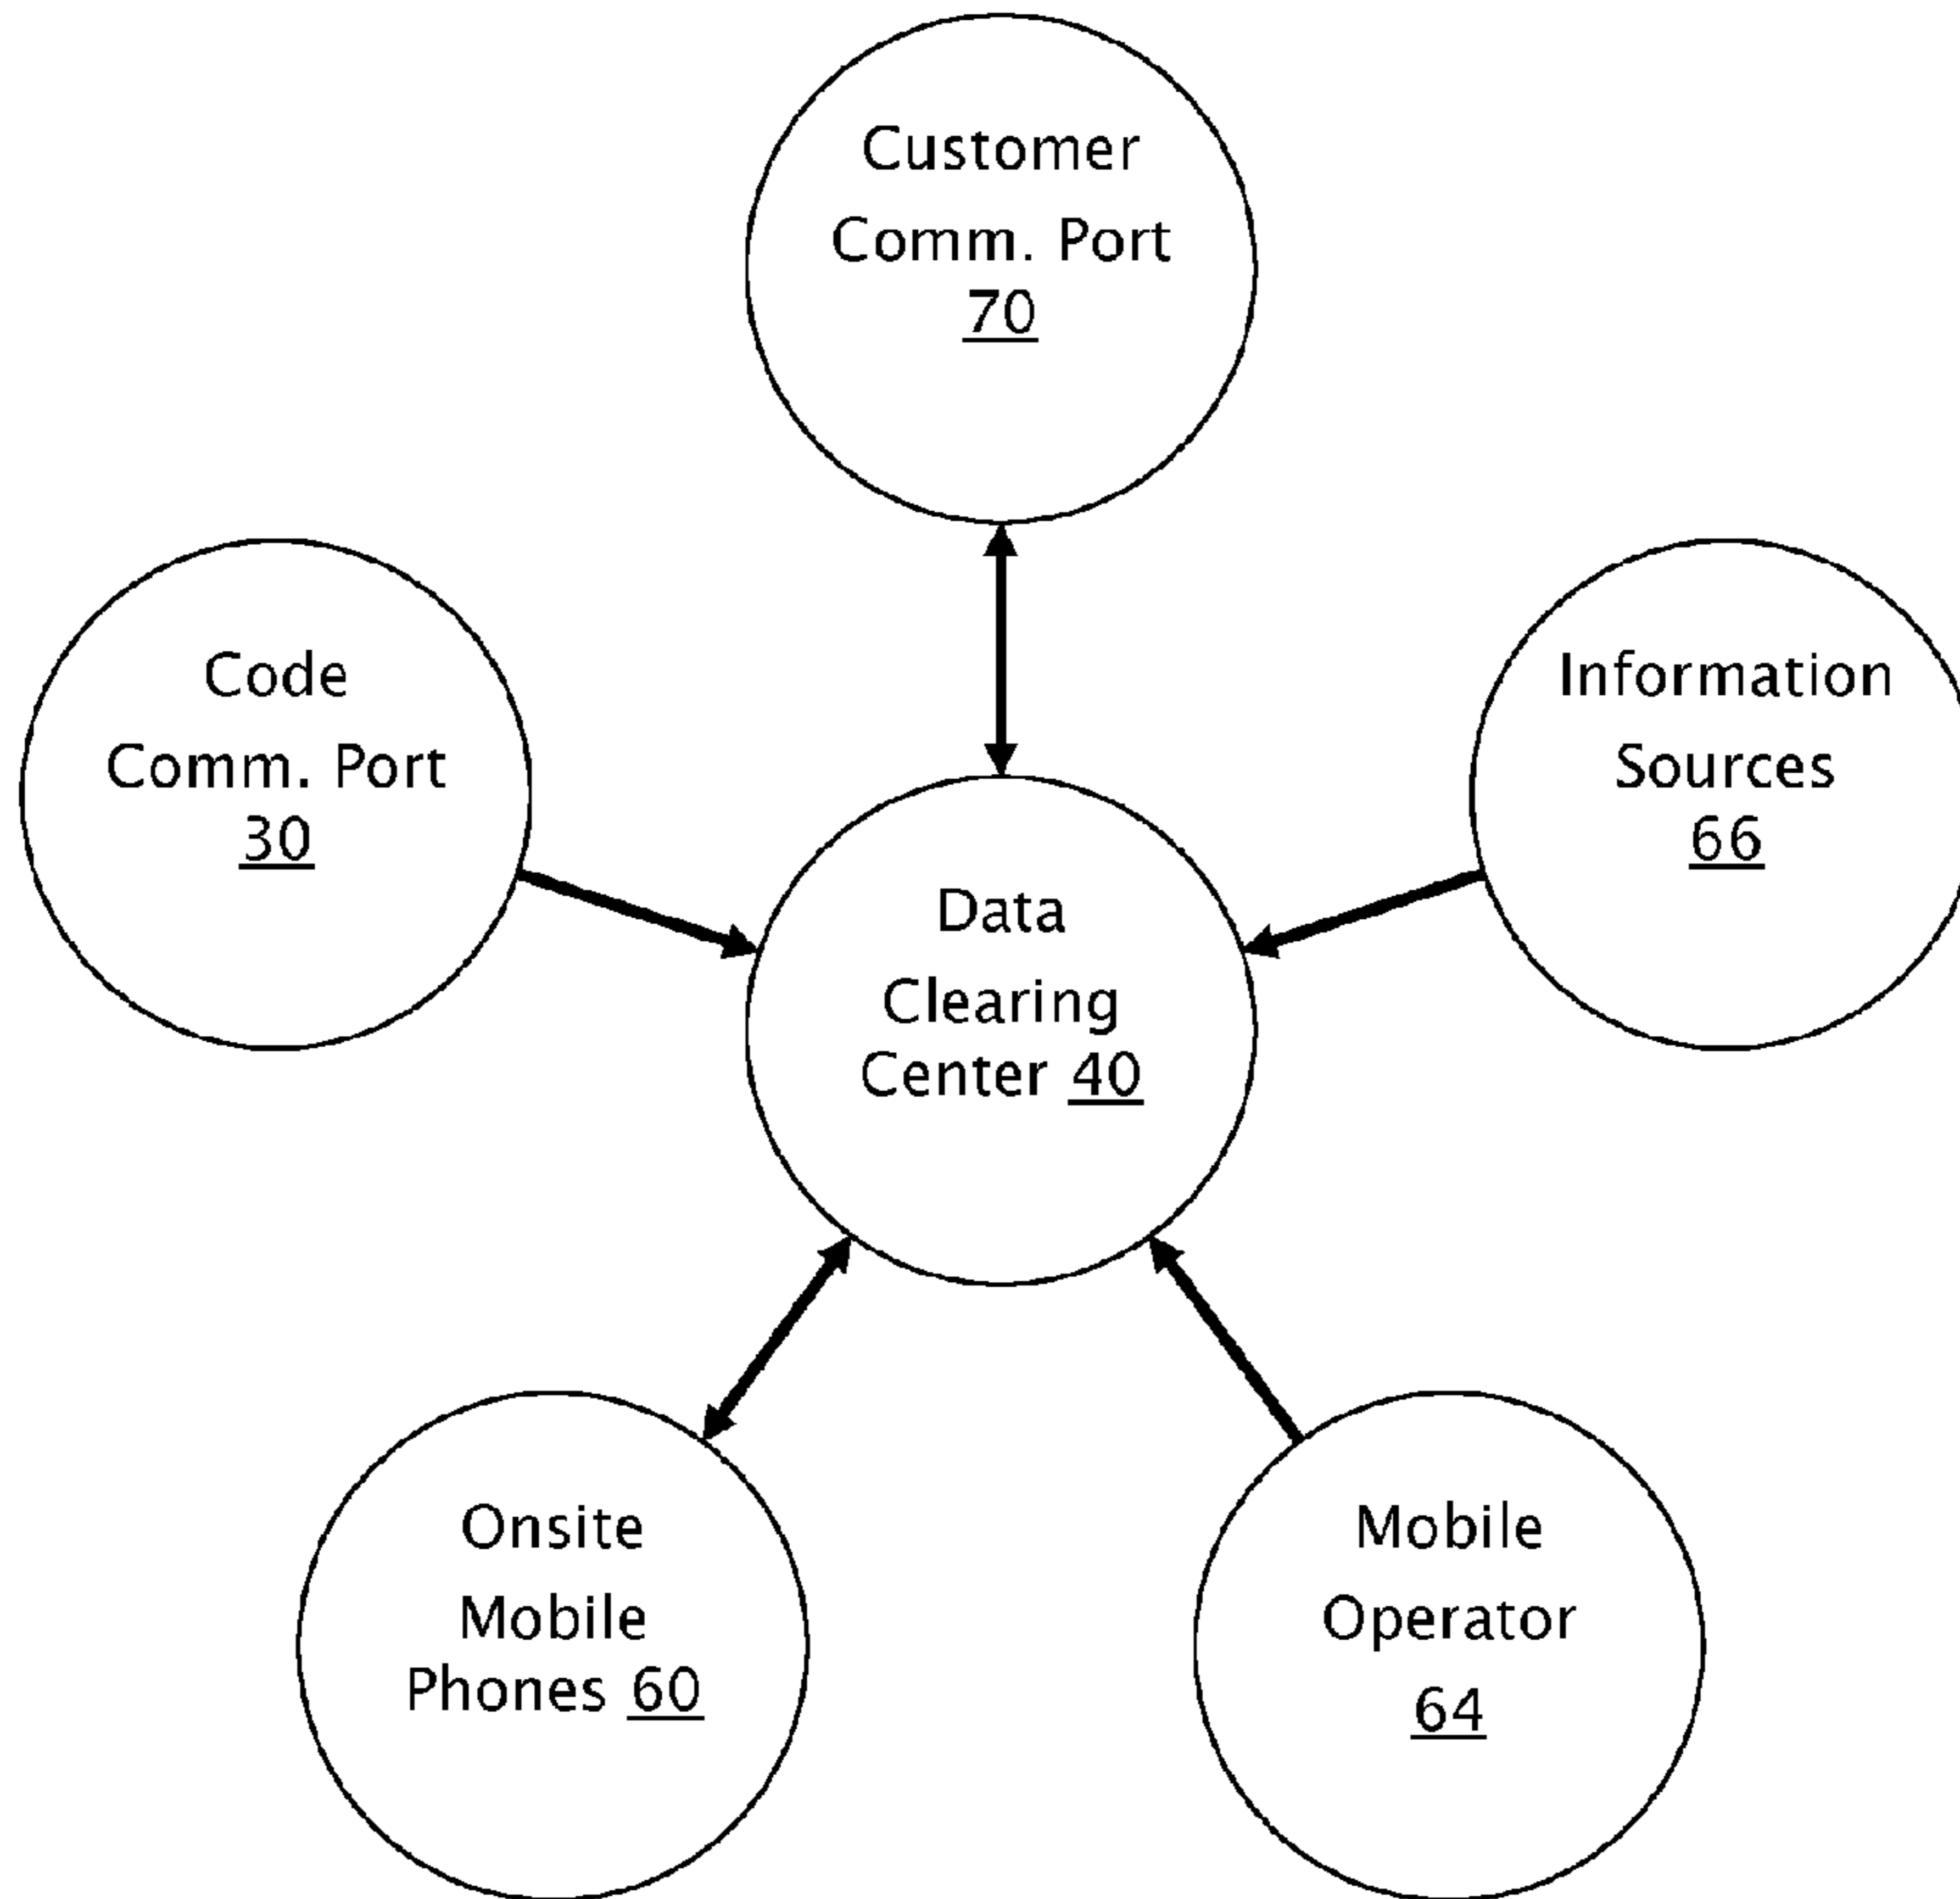 Customer
Comm. Port
70
Code
Comm. Port
30
Information
Sources
66
Data
Clearing
Center 40
Onsite
Mobile
Phones 60
Mobile
Operator
64